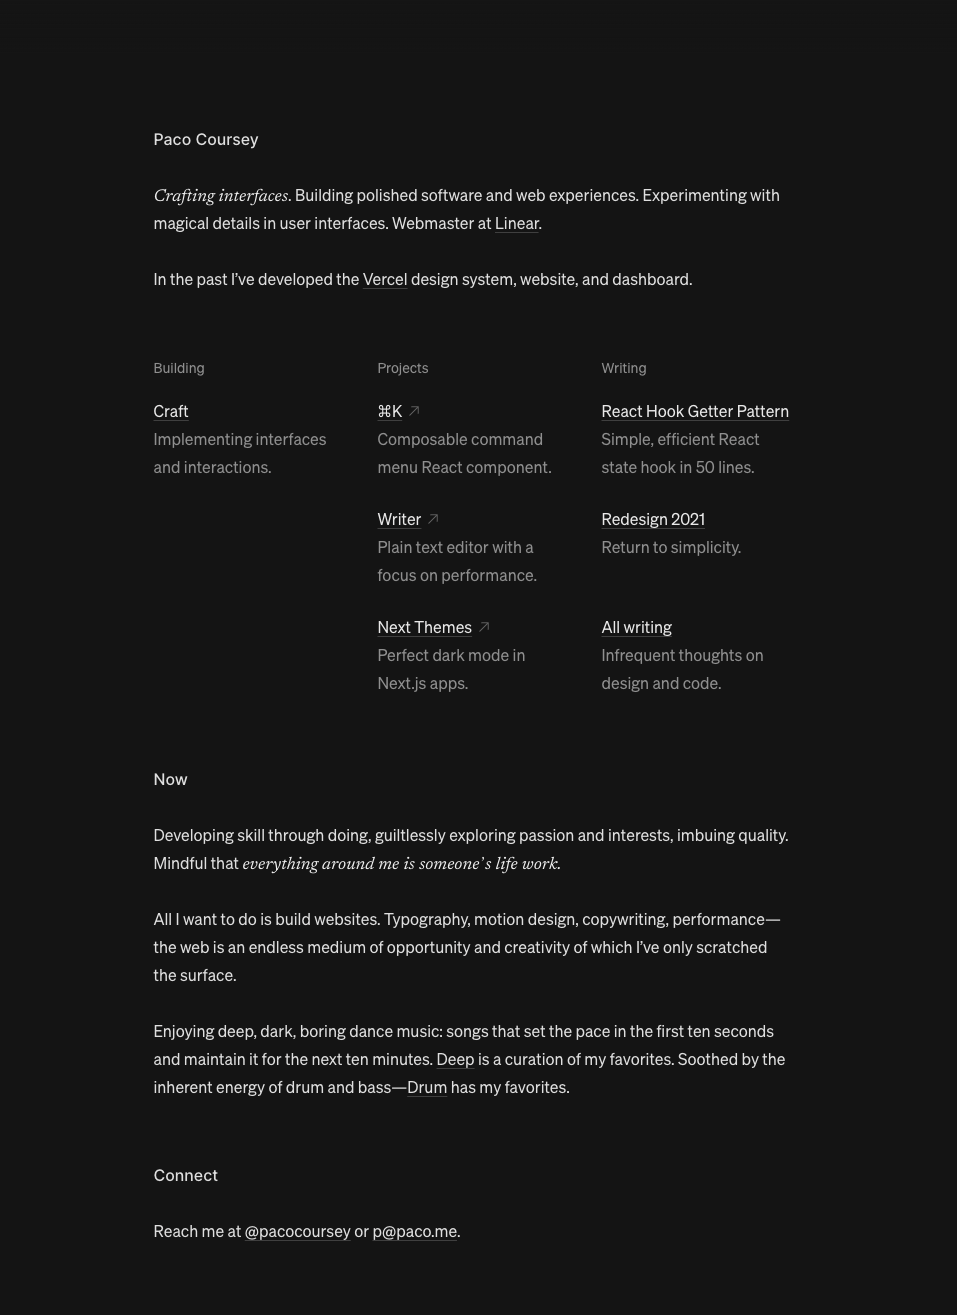 Paco Coursey
Crafting interfaces. Building polished software and web experiences. Experimenting with
magical details in user interfaces. Webmaster at Linear.
In the past I’ve developed the Vercel design system, website, and dashboard.
Building
Craft
Implementing interfaces
and interactions.
Projects
⌘K ↗
Composable command
menu React component.
Writer ↗
Plain text editor with a
focus on performance.
Next Themes ↗
Perfect dark mode in
Next.js apps.
Writing
React Hook Getter Pattern
Simple, efficient React
state hook in 50 lines.
Redesign 2021
Return to simplicity.
All writing
Infrequent thoughts on
design and code.
Now
Developing skill through doing, guiltlessly exploring passion and interests, imbuing quality.
Mindful that everything around me is someone’s life work.
All I want to do is build websites. Typography, motion design, copywriting, performance—
the web is an endless medium of opportunity and creativity of which I’ve only scratched
the surface.
Enjoying deep, dark, boring dance music: songs that set the pace in the first ten seconds
and maintain it for the next ten minutes. Deep is a curation of my favorites. Soothed by the
inherent energy of drum and bass—Drum has my favorites.
Connect
Reach me at @pacocoursey or p@paco.me.